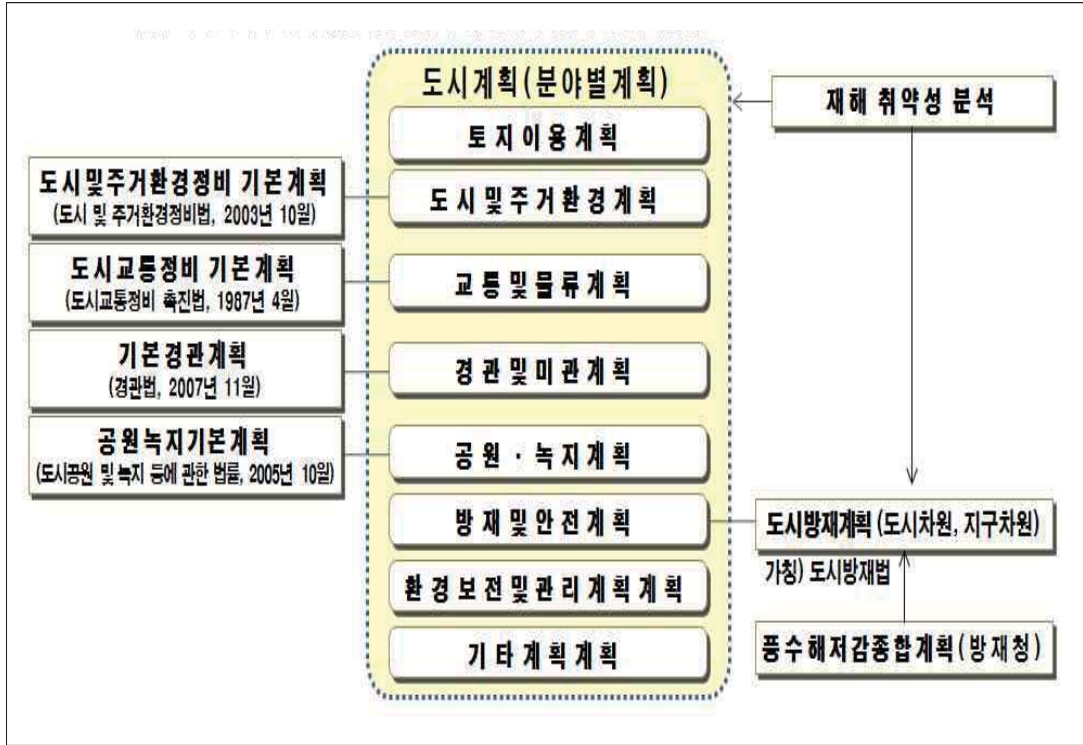 도시계획(분야별계획)
토지이용계획
도시및주거환경계획
교통및물류계획
경관및미관계획
공원·녹지계획
방재및안전계획
환경보전및관리계획계획
기타계획계획
도시및주거환경정비 기본계획
(도시 및 주거환경정비법, 2003년 10월)
도시교통정비 기본계획
(도시교통정비 촉진법, 1987년 4월)
기본경관계획
(경관법, 2007년 11월)
공원녹지기본계획
(도시공원 및 녹지 등에 관한 법률, 2005년 10월)
재해 취약성 분석
도시방재계획 (도시차원, 지구차원)
가칭) 도시방재법
풍수해저감종합계획(방재청)